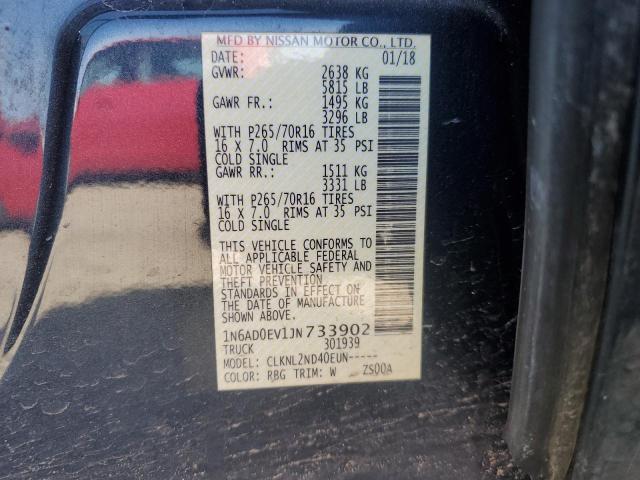 MFD BY NISSAN MOTOR CO., LTD.
DATE: 01/18
GVWR: 2638 KG
5815 LB
GAWR FR.: 1495 KG
3296 LB
WITH P265/70R16 TIRES
16 X 7.0 RIMS AT 35 PSI
COLD SINGLE
GAWR RR.: 1511 KG
3331 LB
WITH P265/70R16 TIRES
16 X 7.0 RIMS AT 35 PSI
COLD SINGLE
THIS VEHICLE CONFORMS TO
ALL APPLICABLE FEDERAL
MOTOR VEHICLE SAFETY AND
THEFT PREVENTION
STANDARDS IN EFFECT ON
THE DATE OF MANUFACTURE
SHOWN ABOVE.
1N6AD0EV1JN733902
TRUCK 301939
MODEL: CLKNL2ND40EUN-----
COLOR: RBG TRIM: W ZS00A